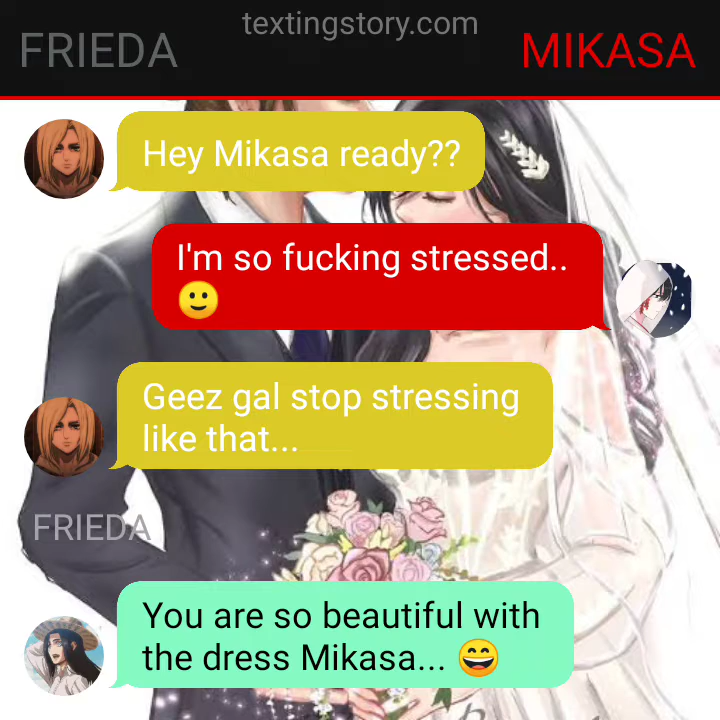 textingstory.com
FRIEDA
MIKASA
Hey Mikasa ready??
I'm so fucking stressed..
🙂
Geez gal stop stressing
like that...
FRIEDA
You are so beautiful with
the dress Mikasa... 😄